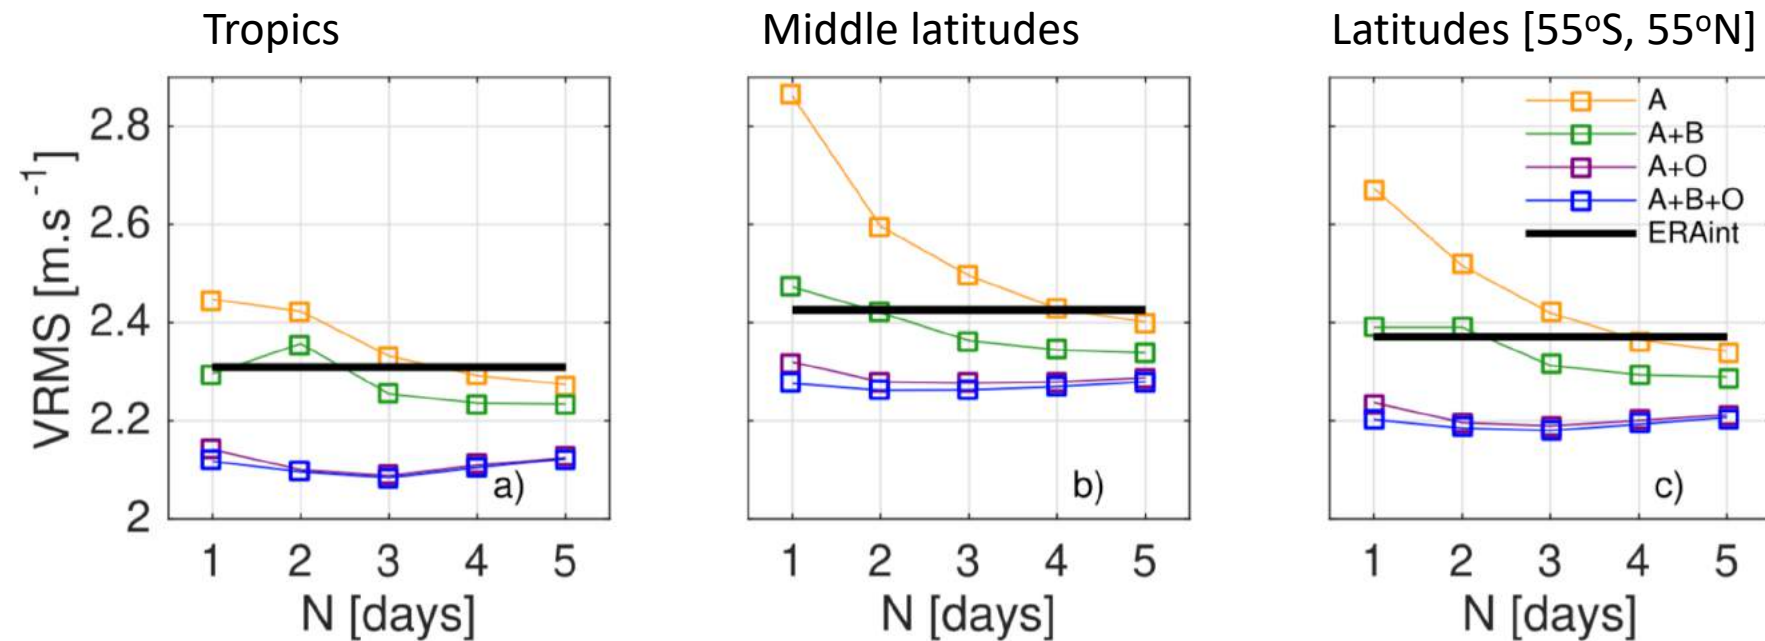 Tropics
Middle latitudes
Latitudes [55ºS, 55ºN]
VRMS [m.s -1]
2.8
2.6
2.4
2.2
2
A
A+B
A+O
A+B+O
ERAint
a)
b)
c)
1 2 3 4 5
1 2 3 4 5
1 2 3 4 5
N [days]
N [days]
N [days]